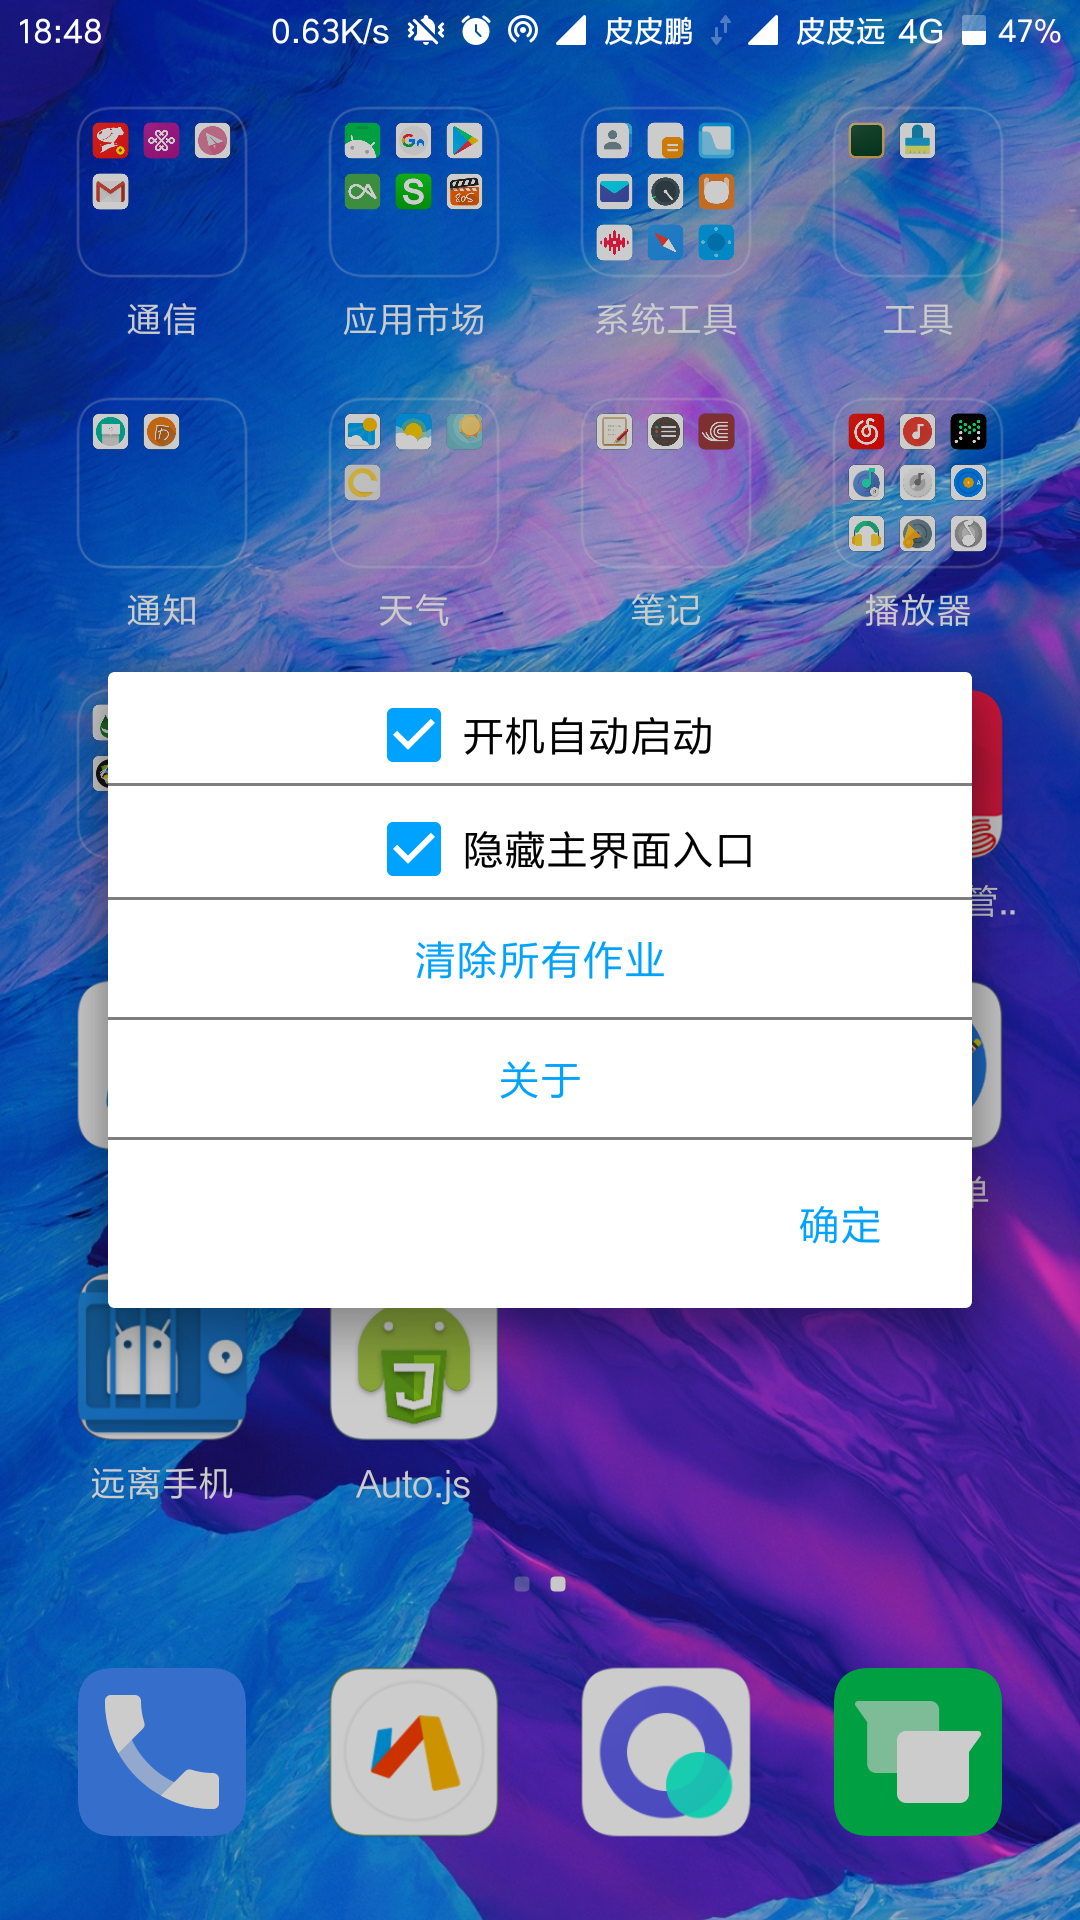 18:48 0.63K/s 皮皮鹏 皮皮远 4G 47%
通信 应用市场 系统工具 工具
通知 天气 笔记 播放器
开机自动启动
隐藏主界面入口
管..
清除所有作业
关于
单
确定
远离手机 Auto.js